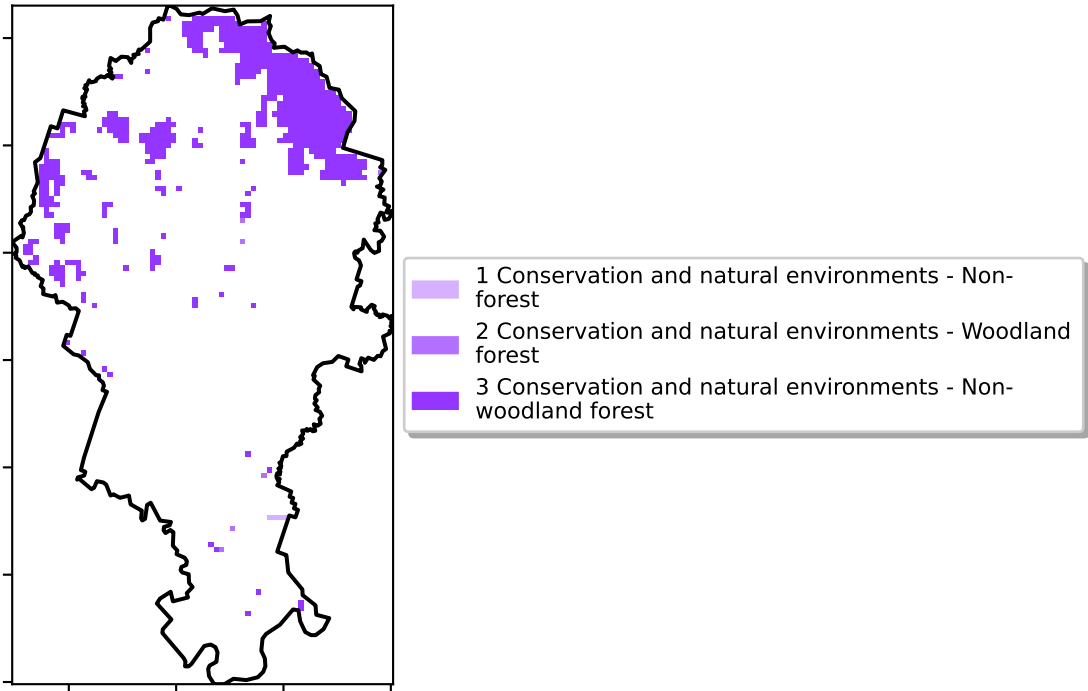 1 Conservation and natural environments - Non-
forest
2 Conservation and natural environments - Woodland
forest
3 Conservation and natural environments - Non-
woodland forest